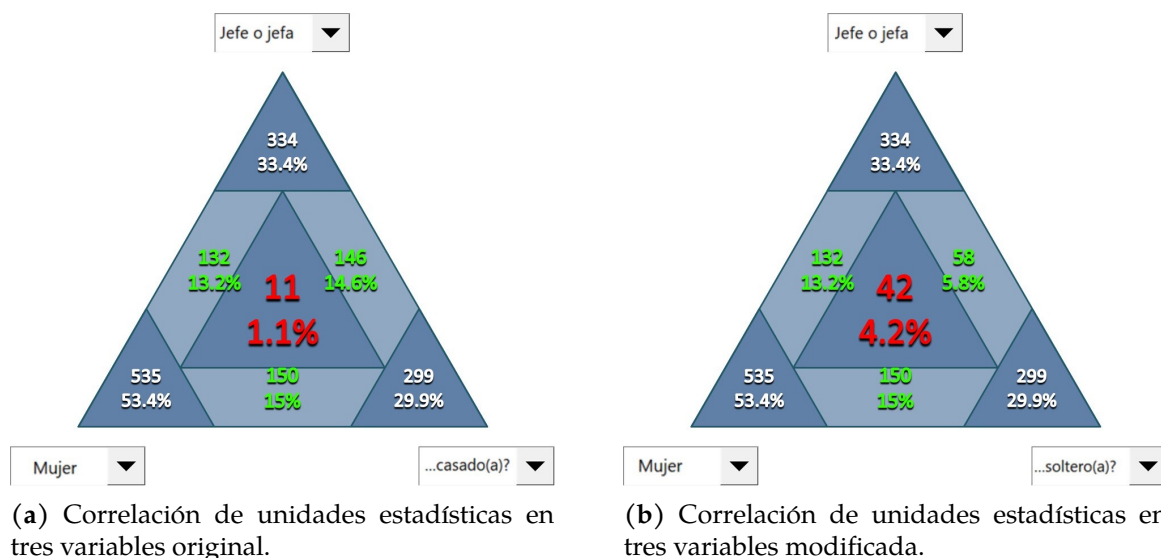 Jefe o jefa
334
33.4%
132
13.2%
146
14.6%
11
1.1%
535
53.4%
150
15%
299
29.9%
Mujer
...casado(a)?
(a) Correlación de unidades estadísticas en
tres variables original.
Jefe o jefa
334
33.4%
132
13.2%
58
5.8%
42
4.2%
535
53.4%
150
15%
299
29.9%
Mujer
...soltero(a)?
(b) Correlación de unidades estadísticas en
tres variables modificada.